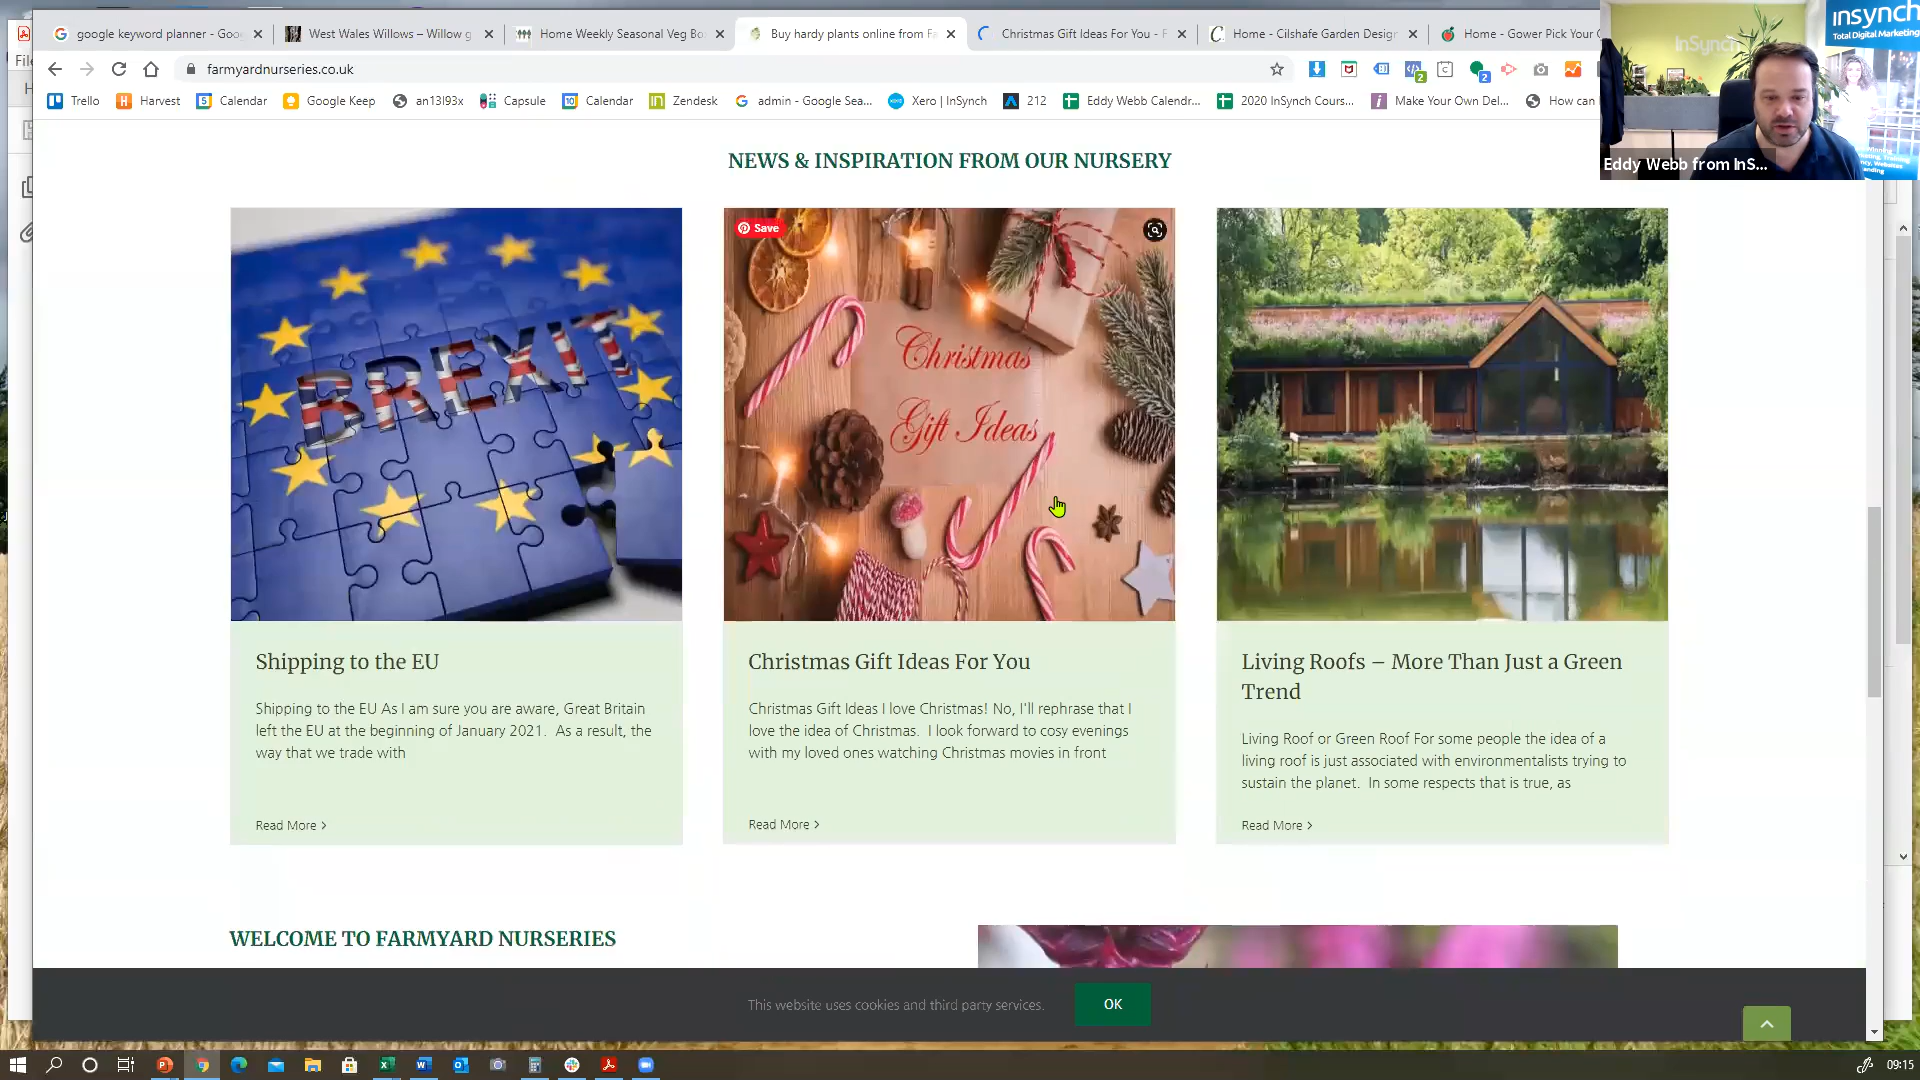 google keyword planner - Goo
West Wales Willows – Willow g
Home Weekly Seasonal Veg Bo
Buy hardy plants online from Fa
Christmas Gift Ideas For You - F
Home - Cilshafe Garden Design
Home - Gower Pick Your O
farmyardnurseries.co.uk
Trello
Harvest
Calendar
Google Keep
an13l93x
Capsule
Calendar
Zendesk
admin - Google Sea...
Xero | InSynch
212
Eddy Webb Calendr...
2020 InSynch Cours...
Make Your Own Del...
How can
insynch
Total Digital Marketing
InSynch
Eddy Webb from InS...
NEWS & INSPIRATION FROM OUR NURSERY
Save
BREXIT
Christmas
Gift Ideas
Shipping to the EU
Shipping to the EU As I am sure you are aware, Great Britain
left the EU at the beginning of January 2021. As a result, the
way that we trade with
Read More >
Christmas Gift Ideas For You
Christmas Gift Ideas I love Christmas! No, I'll rephrase that I
love the idea of Christmas. I look forward to cosy evenings
with my loved ones watching Christmas movies in front
Read More >
Living Roofs – More Than Just a Green
Trend
Living Roof or Green Roof For some people the idea of a
living roof is just associated with environmentalists trying to
sustain the planet. In some respects that is true, as
Read More >
WELCOME TO FARMYARD NURSERIES
This website uses cookies and third party services.
OK
09:15